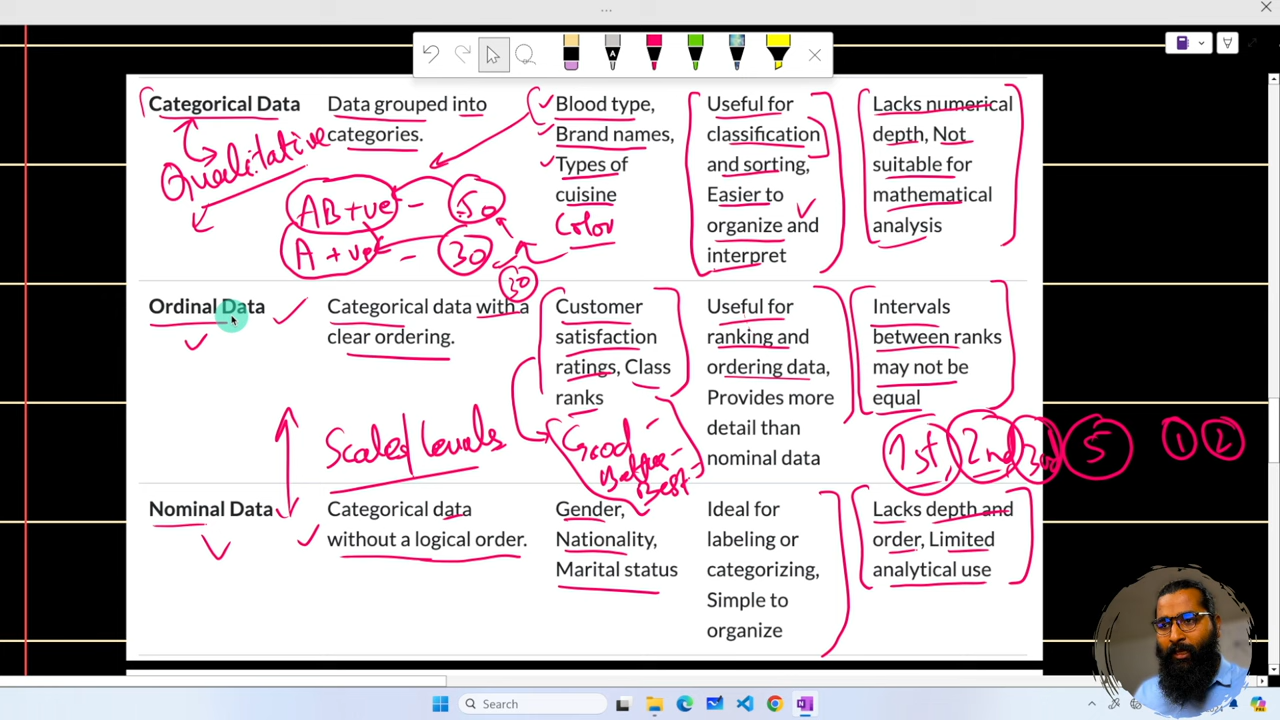 Categorical Data
Data grouped into
categories.
Blood type,
Brand names,
Types of
cuisine
Color
Useful for
classification
and sorting,
Easier to
organize and
interpret
Lacks numerical
depth, Not
suitable for
mathematical
analysis
Qualitative
AB+ve - 50
A+ve - 30
30
Ordinal Data
Categorical data with a
clear ordering.
Customer
satisfaction
ratings, Class
ranks
Good
Better
Best
Useful for
ranking and
ordering data,
Provides more
detail than
nominal data
Intervals
between ranks
may not be
equal
1st, 2nd 3rd 5 1 2
Scaled/Levels
Nominal Data
Categorical data
without a logical order.
Gender,
Nationality,
Marital status
Ideal for
labeling or
categorizing,
Simple to
organize
Lacks depth and
order, Limited
analytical use
Search